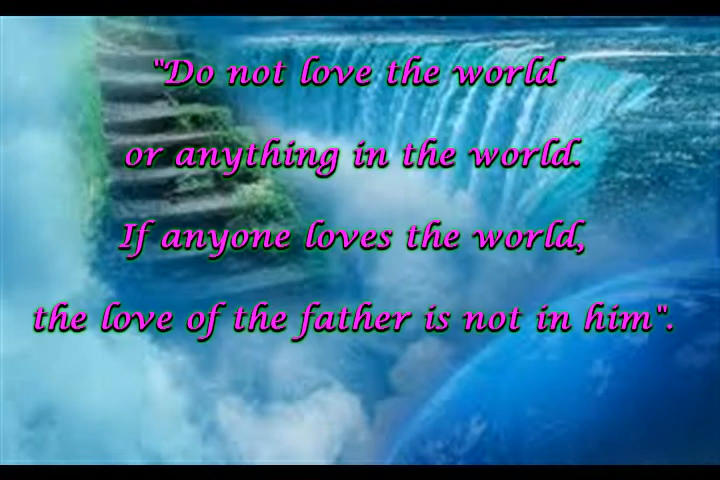 "Do not love the world
or anything in the world.
If anyone loves the world,
the love of the father is not in him".